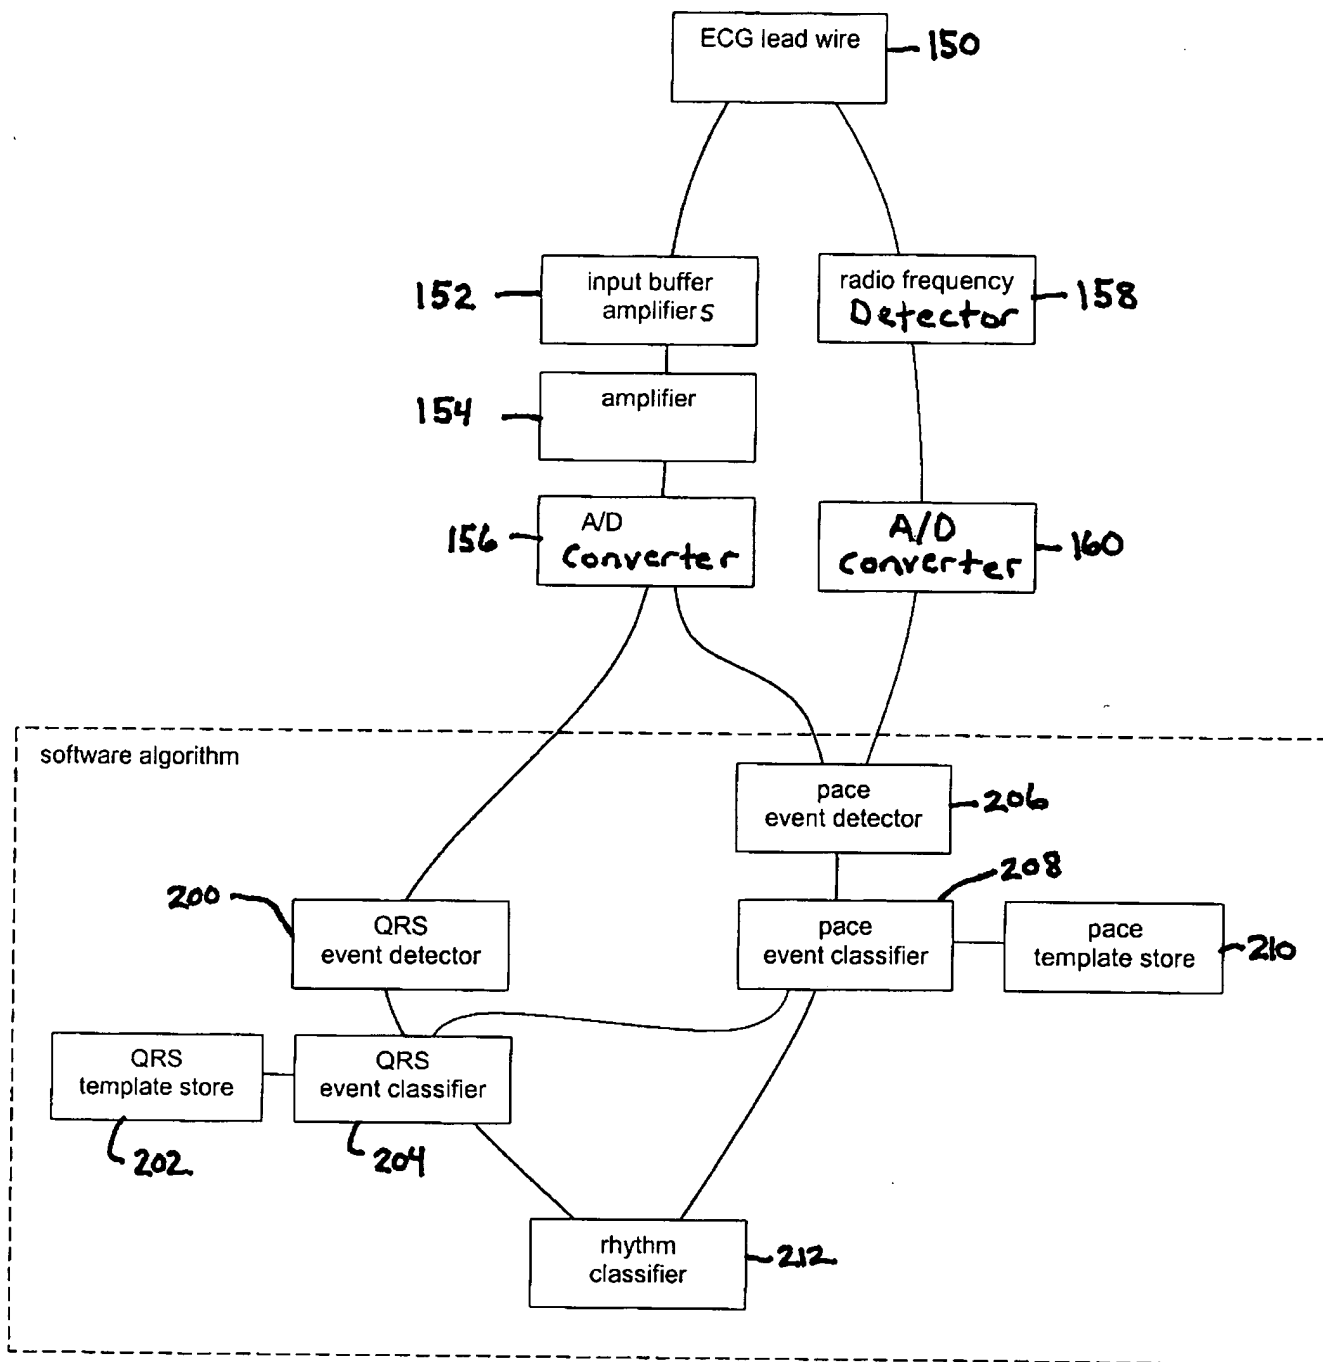 ECG lead wire
150
152
input buffer
amplifiers
radio frequency
Detector
158
154
amplifier
156
A/D
Converter
A/D
Converter
160
software algorithm
pace
event detector
206
200
QRS
event detector
208
pace
event classifier
pace
template store
210
QRS
template store
QRS
event classifier
202
204
rhythm
classifier
212